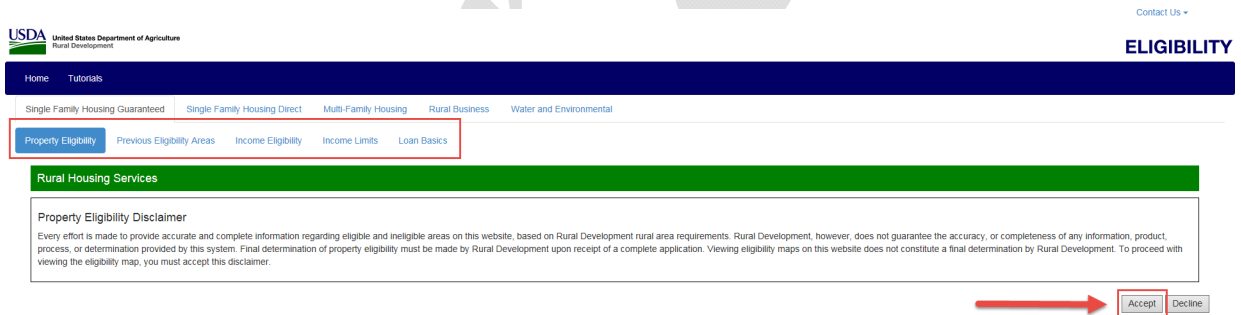 Contact Us
USDA United States Department of Agriculture
Rural Development
ELIGIBILITY
Home Tutorials
Single Family Housing Guaranteed Single Family Housing Direct Multi-Family Housing Rural Business Water and Environmental
Property Eligibility Previous Eligibility Areas Income Eligibility Income Limits Loan Basics
Rural Housing Services
Property Eligibility Disclaimer
Every effort is made to provide accurate and complete information regarding eligible and ineligible areas on this website, based on Rural Development rural area requirements. Rural Development, however, does not guarantee the accuracy, or completeness of any information, product,
process, or determination provided by this system. Final determination of property eligibility must be made by Rural Development upon receipt of a complete application. Viewing eligibility maps on this website does not constitute a final determination by Rural Development. To proceed with
viewing the eligibility map, you must accept this disclaimer.
Accept Decline